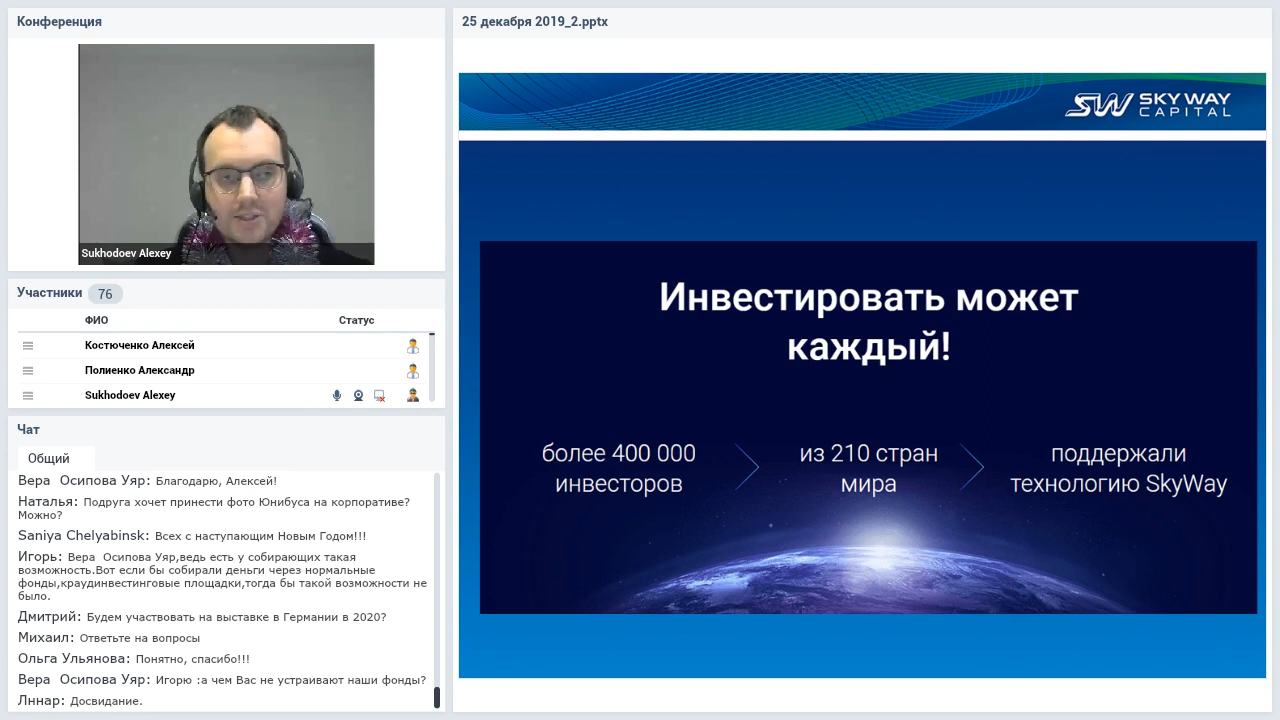 Конференция
Sukhodoev Alexey
Участники 76
ФИО Статус
Костюченко Алексей
Полиенко Александр
Sukhodoev Alexey
Чат
Общий
Вера  Осипова Уяр: Благодарю, Алексей!
Наталья: Подруга хочет принести фото Юнибуса на корпоративе?
Можно?
Saniya Chelyabinsk: Всех с наступающим Новым Годом!!!
Игорь: Вера  Осипова Уяр,ведь есть у собирающих такая
возможность.Вот если бы собирали деньги через нормальные
фонды,краудинвестинговые площадки,тогда бы такой возможности не
было.
Дмитрий: Будем участвовать на выставке в Германии в 2020?
Михаил: Ответьте на вопросы
Ольга Ульянова: Понятно, спасибо!!!
Вера  Осипова Уяр: Игорю :а чем Вас не устраивают наши фонды?
Лннар: Досвидание.
25 декабря 2019_2.pptx
SW SKY WAY
CAPITAL
Инвестировать может
каждый!
более 400 000
инвесторов
из 210 стран
мира
поддержали
технологию SkyWay